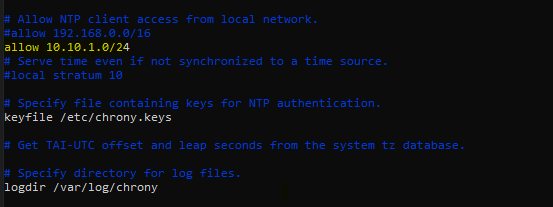 # Allow NTP client access from local network.
#allow 192.168.0.0/16
allow 10.10.1.0/24
# Serve time even if not synchronized to a time source.
#local stratum 10
# Specify file containing keys for NTP authentication.
keyfile /etc/chrony.keys
# Get TAI-UTC offset and leap seconds from the system tz database.
# Specify directory for log files.
logdir /var/log/chrony